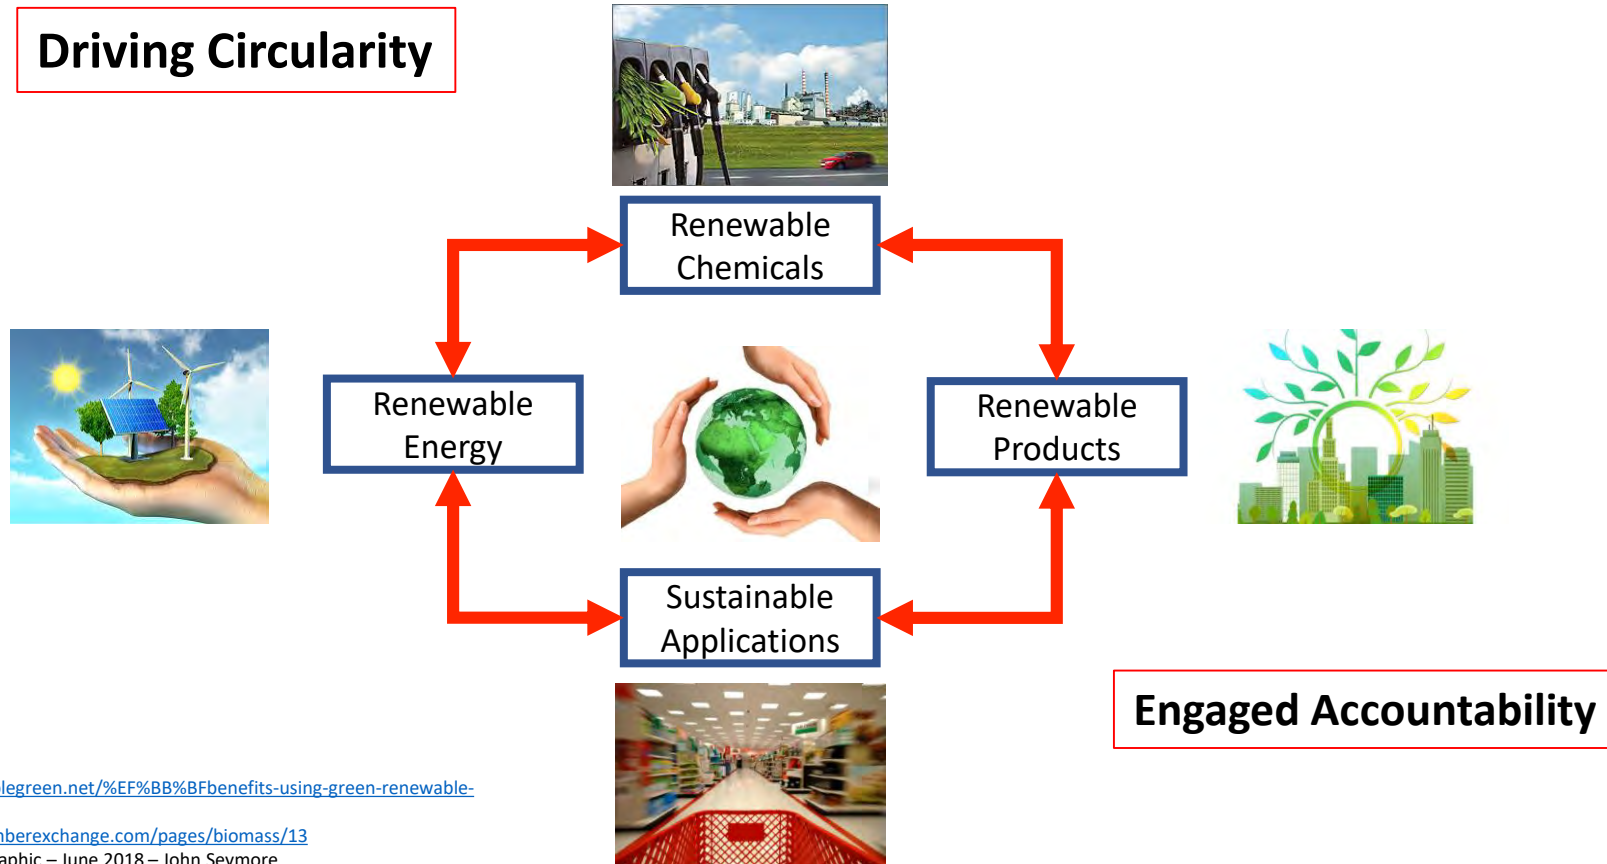 Driving Circularity
Renewable
Chemicals
Renewable
Energy
Renewable
Products
Sustainable
Applications
Engaged Accountability
legreen.net/%EF%BB%BFbenefits-using-green-renewable-
nberexchange.com/pages/biomass/13
aphic – June 2018 – John Seymore